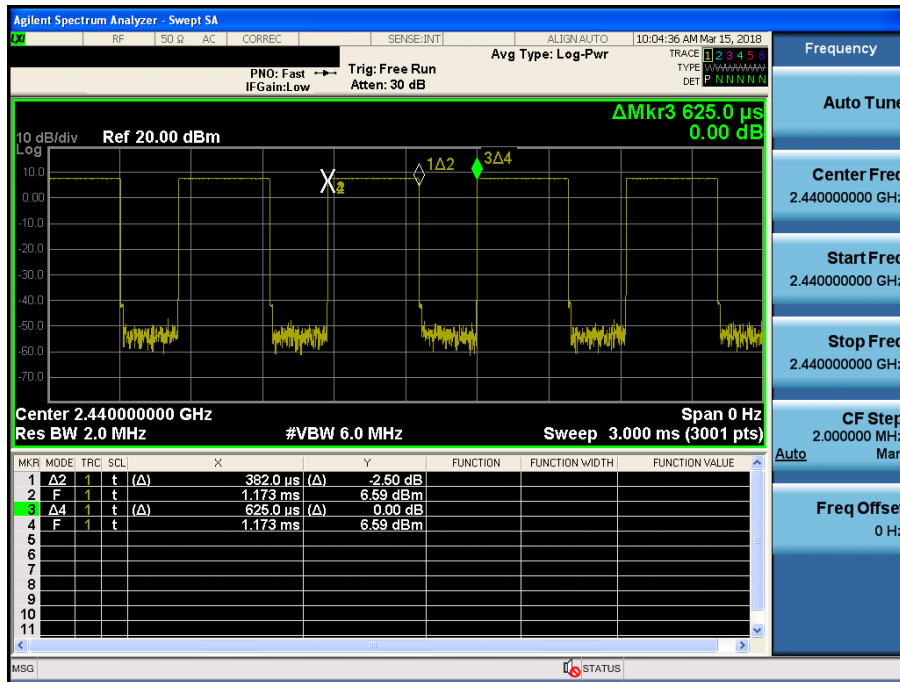 Agilent Spectrum Analyzer - Swept SA
LXI RF 50 Ω AC CORREC SENSE:INT ALIGN AUTO 10:04:36 AM Mar 15, 2018
Frequency
Avg Type: Log-Pwr
TRACE 1 2 3 4 5 6
PNO: Fast Trig: Free Run
TYPE WWWWWW
IFGain:Low Atten: 30 dB
DET P N N N N N
Auto Tune
ΔMkr3 625.0 µs
0.00 dB
10 dB/div Ref 20.00 dBm
Log
10.0
0.00
-10.0
-20.0
-30.0
-40.0
-50.0
-60.0
-70.0
2
1Δ2
3Δ4
Center Freq
2.440000000 GHz
Start Freq
2.440000000 GHz
Stop Freq
2.440000000 GHz
Center 2.440000000 GHz Span 0 Hz
Res BW 2.0 MHz #VBW 6.0 MHz Sweep 3.000 ms (3001 pts)
CF Step
2.000000 MHz
Auto Man
Freq Offset
0 Hz
MKR MODE TRC SCL X Y FUNCTION FUNCTION WIDTH FUNCTION VALUE
1 Δ2 1 t (Δ) 382.0 µs (Δ) -2.50 dB
2 F 1 t 1.173 ms 6.59 dBm
3 Δ4 1 t (Δ) 625.0 µs (Δ) 0.00 dB
4 F 1 t 1.173 ms 6.59 dBm
5
6
7
8
9
10
11
MSG STATUS